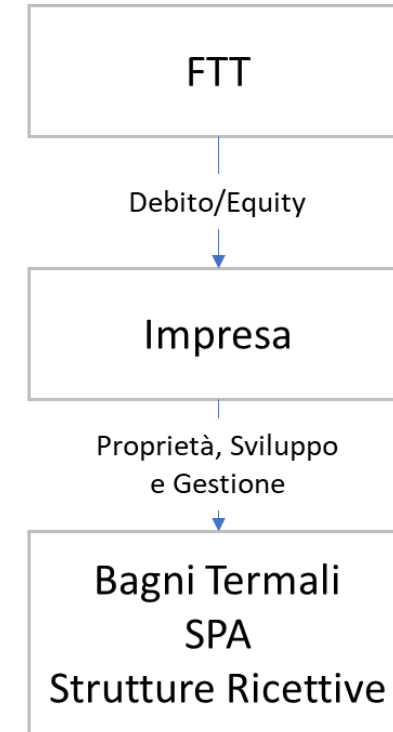 FTT
Debito/Equity
Impresa
Proprietà, Sviluppo
e Gestione
Bagni Termali
SPA
Strutture Ricettive